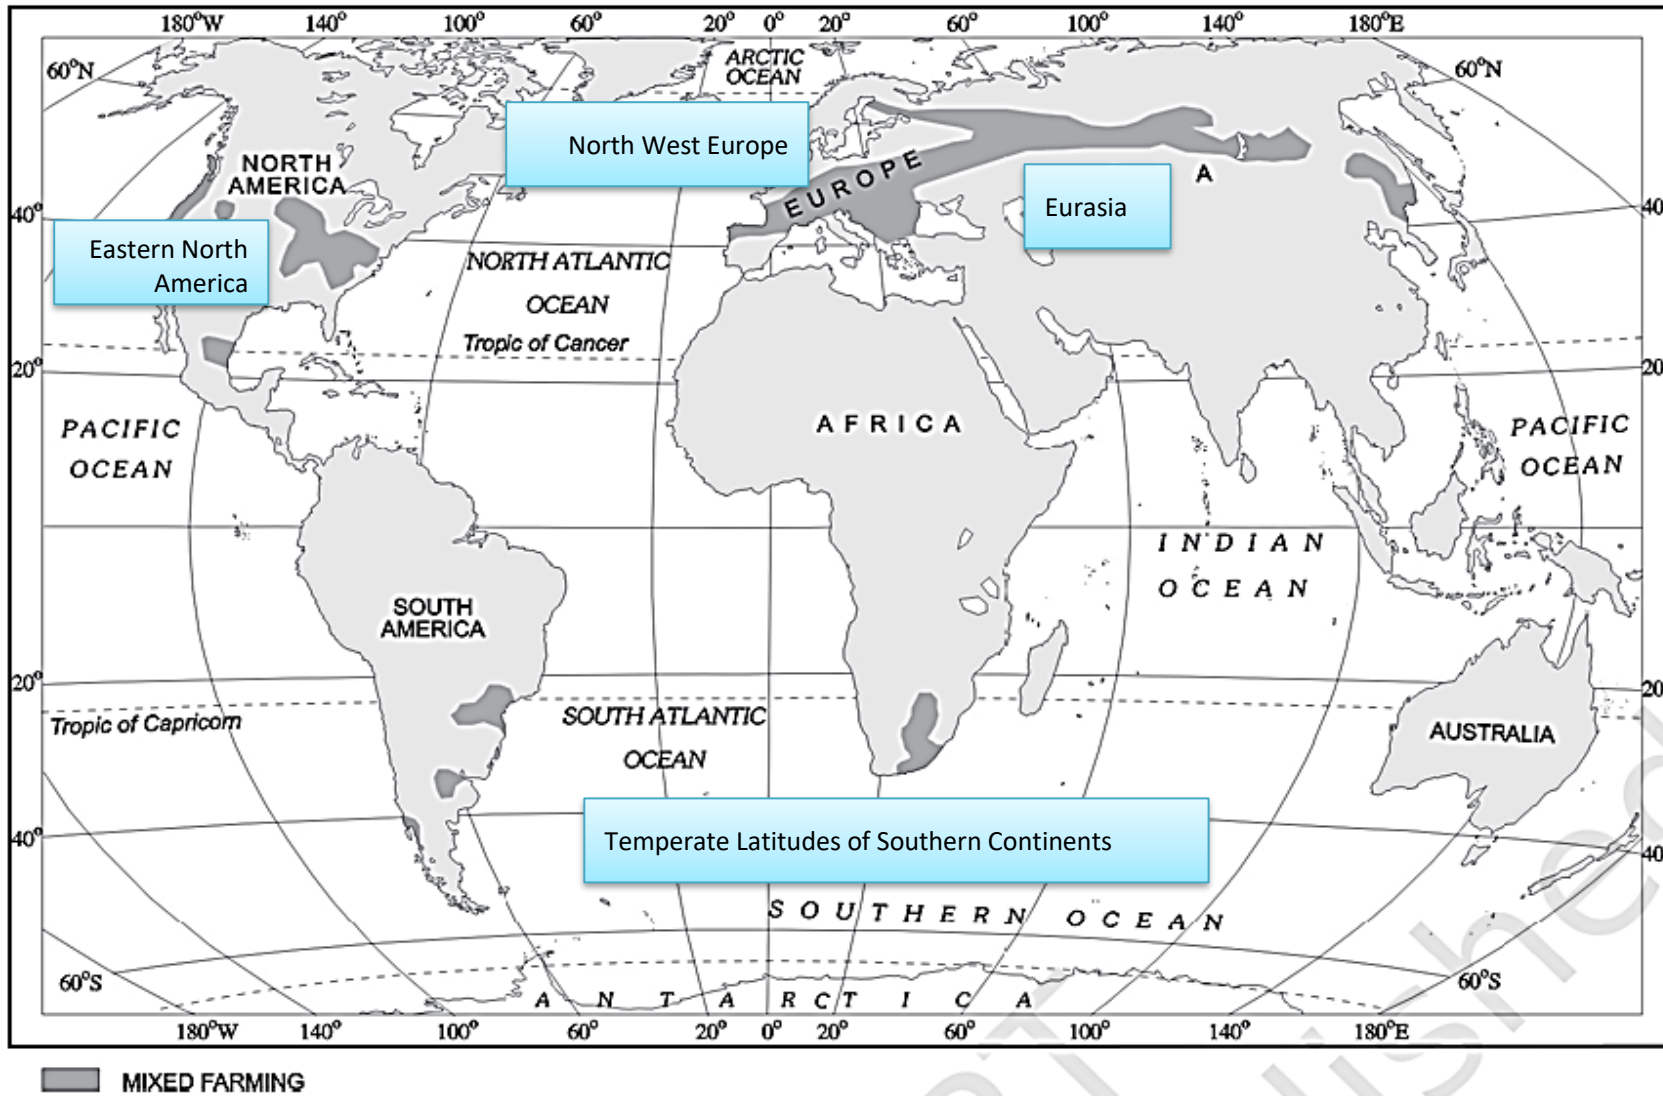 180°W 140° 100° 60° 20° 0° 20° 60° 100° 140° 180°E
60°N
ARCTIC
OCEAN
60°N
North West Europe
NORTH
AMERICA
EUROPE
A
40°
Eurasia
40
Eastern North
America
NORTH ATLANTIC
OCEAN
Tropic of Cancer
20°
20
PACIFIC
OCEAN
AFRICA
PACIFIC
OCEAN
INDIAN
OCEAN
SOUTH
AMERICA
20°
20
Tropic of Capricorn
SOUTH ATLANTIC
OCEAN
AUSTRALIA
40°
Temperate Latitudes of Southern Continents
40
SOUTHERN OCEAN
60°S
60°S
ANTARCTICA
180°W 140° 100° 60° 20° 0° 20° 60° 100° 140° 180°E
MIXED FARMING